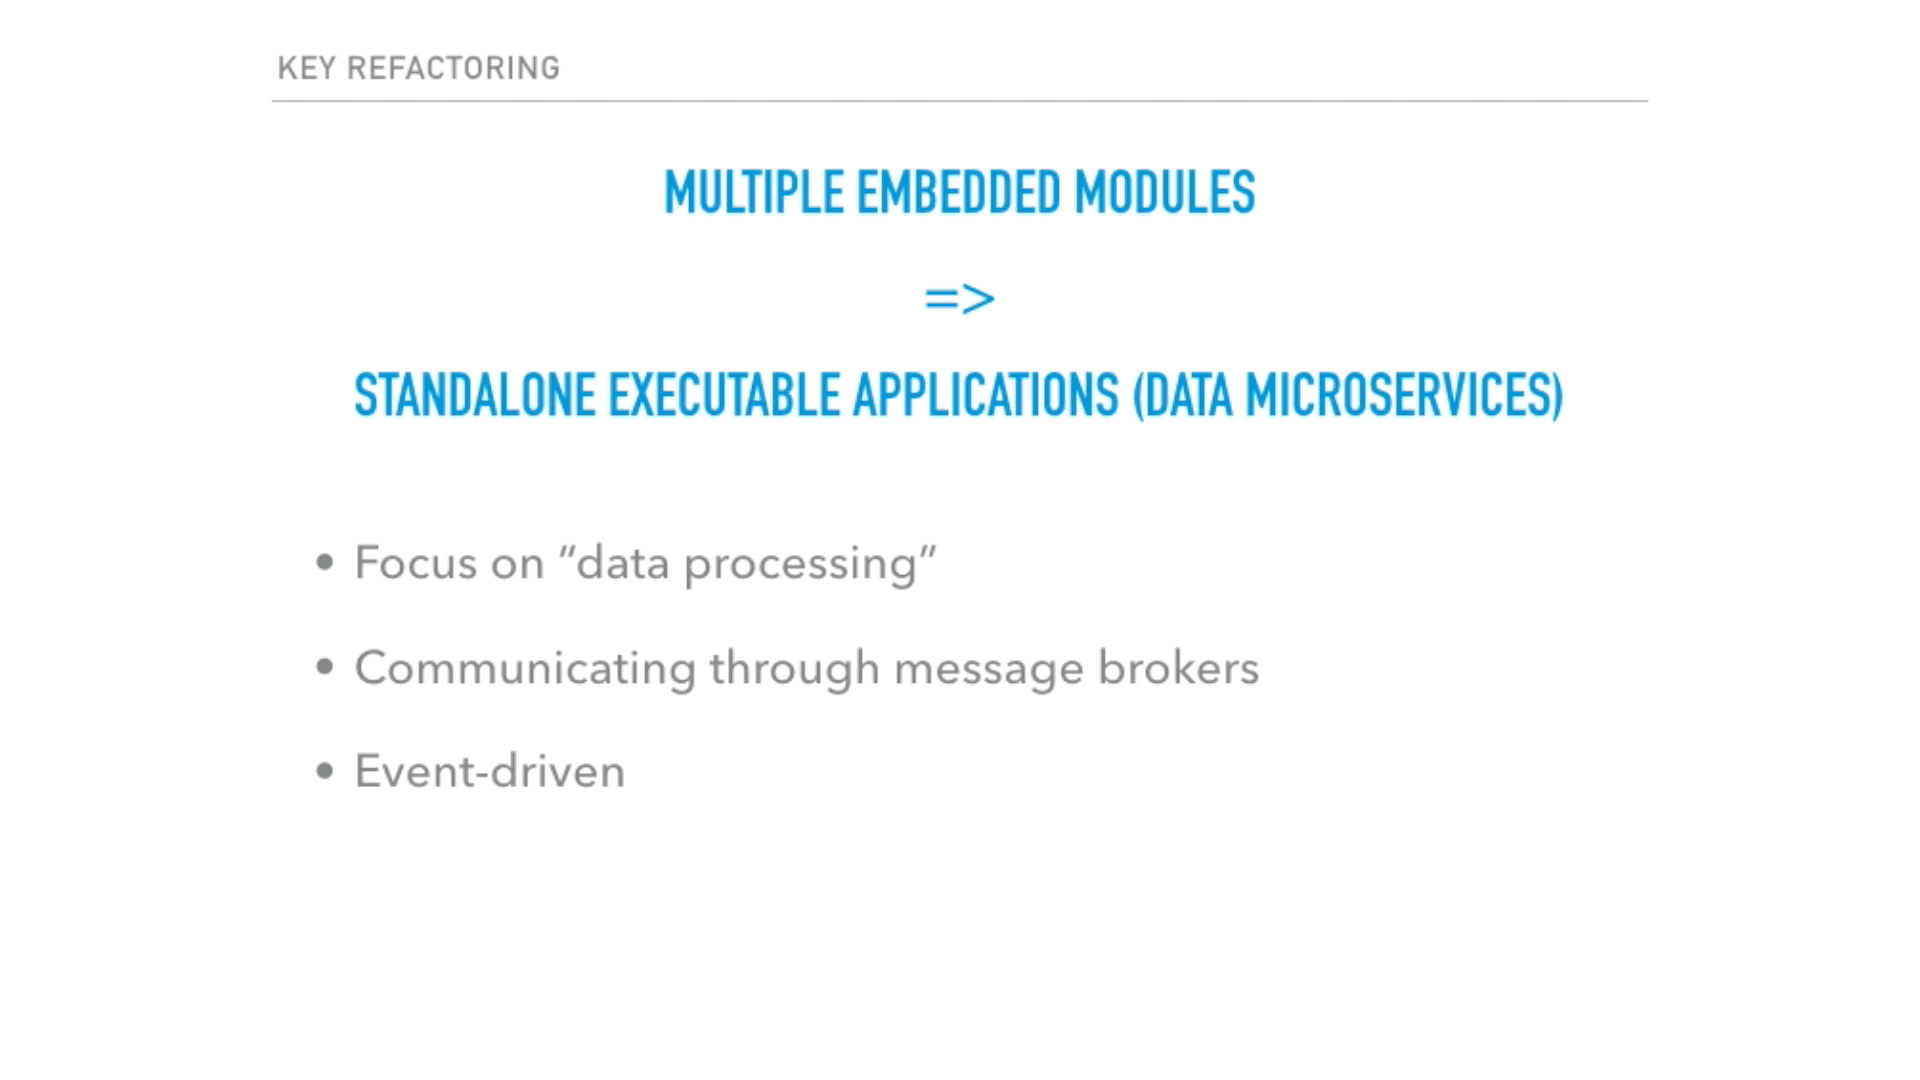 KEY REFACTORING
MULTIPLE EMBEDDED MODULES
=>
STANDALONE EXECUTABLE APPLICATIONS (DATA MICROSERVICES)
• Focus on “data processing”
• Communicating through message brokers
• Event-driven